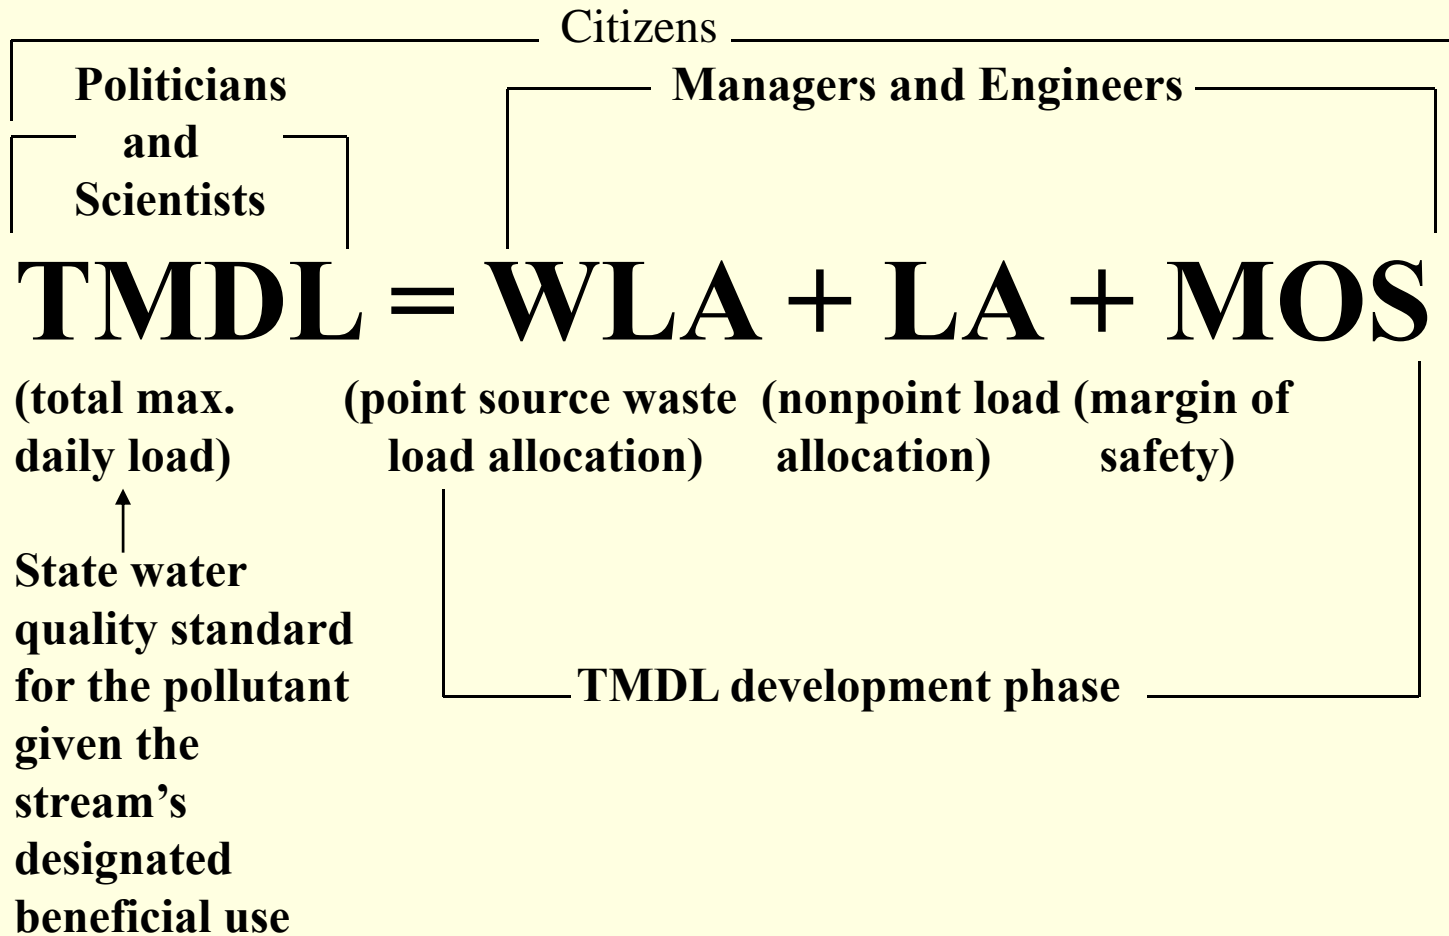 Citizens
Politicians
and
Scientists
Managers and Engineers
TMDL = WLA + LA + MOS
(total max.
daily load)
(point source waste
load allocation)
(nonpoint load
allocation)
(margin of
safety)
State water
quality standard
for the pollutant
given the
stream’s
designated
beneficial use
TMDL development phase